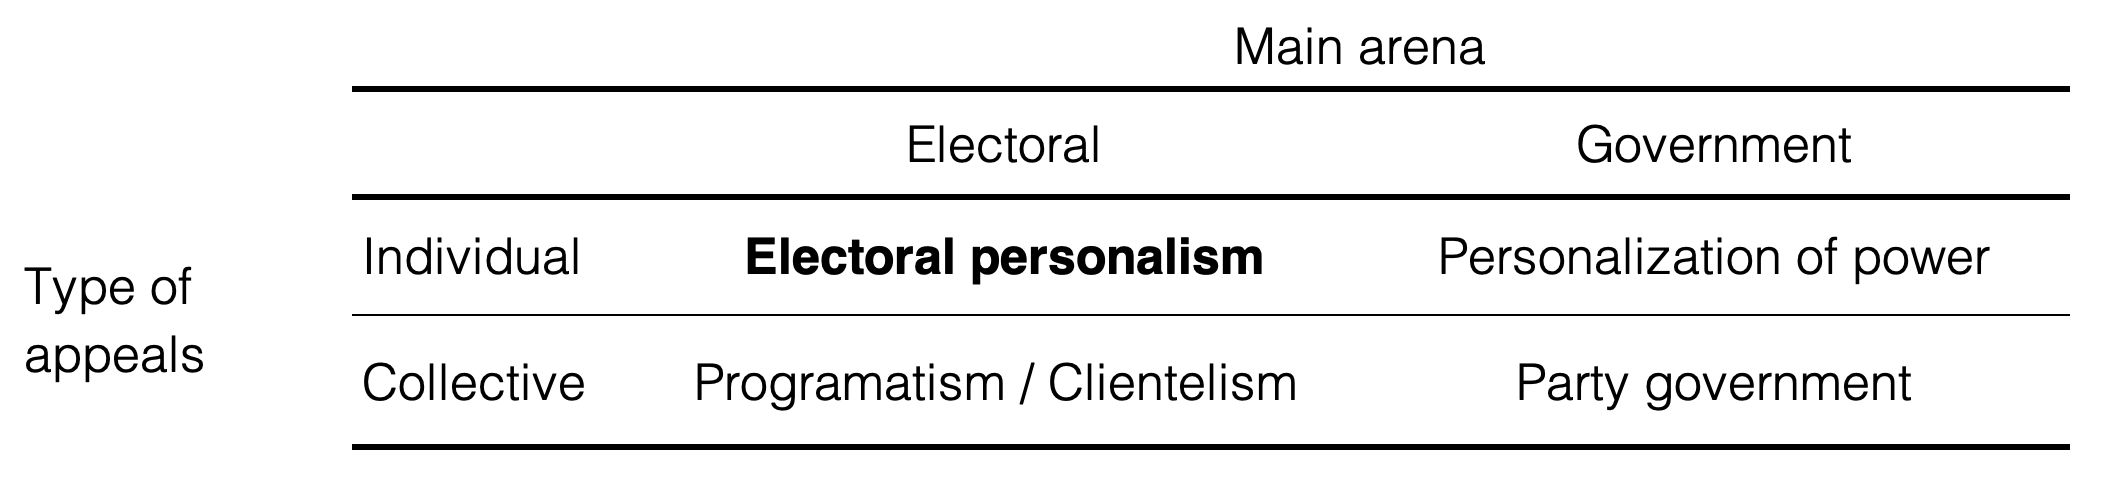 Main arena
Electoral Government
Individual Electoral personalism Personalization of power
Type of
appeals
Collective Programatism / Clientelism Party government